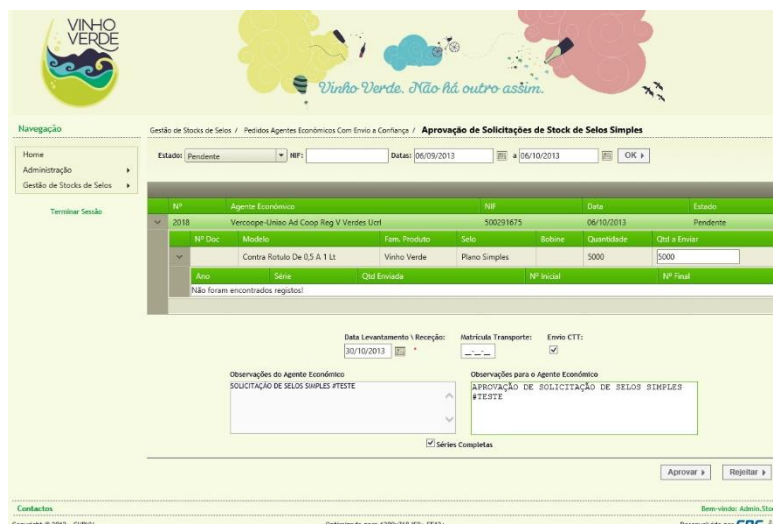 VINHO
VERDE
Vinho Verde. Não há outro assim.
Navegação
Gestão de Stocks de Selos / Pedidos Agentes Económicos Com Envio a Confiança / Aprovação de Solicitações de Stock de Selos Simples
Home
Administração
Gestão de Stocks de Selos
Terminar Sessão
Estado: Pendente NIF: Datas: 06/09/2013 a 06/10/2013 OK
Nº Agente Económico NIF Data Estado
2018 Vercoope-Uniao Ad Coop Reg V Verdes Ucrl 500291675 06/10/2013 Pendente
Nº Doc Modelo Fam. Produto Selo Bobine Quantidade Qtd a Enviar
Contra Rotulo De 0,5 A 1 Lt Vinho Verde Plano Simples 5000 5000
Ano Série Qtd Enviada Nº Inicial Nº Final
Não foram encontrados registos!
Data Levantamento \ Receção: Matrícula Transporte: Envio CTT:
30/10/2013 * _-_-_
Observações do Agente Económico Observações para o Agente Económico
SOLICITAÇÃO DE SELOS SIMPLES #TESTE
APROVAÇÃO DE SOLICITAÇÃO DE SELOS SIMPLES
#TESTE
Séries Completas
Aprovar Rejeitar
Contactos Bem-vindo: Admin.Sto